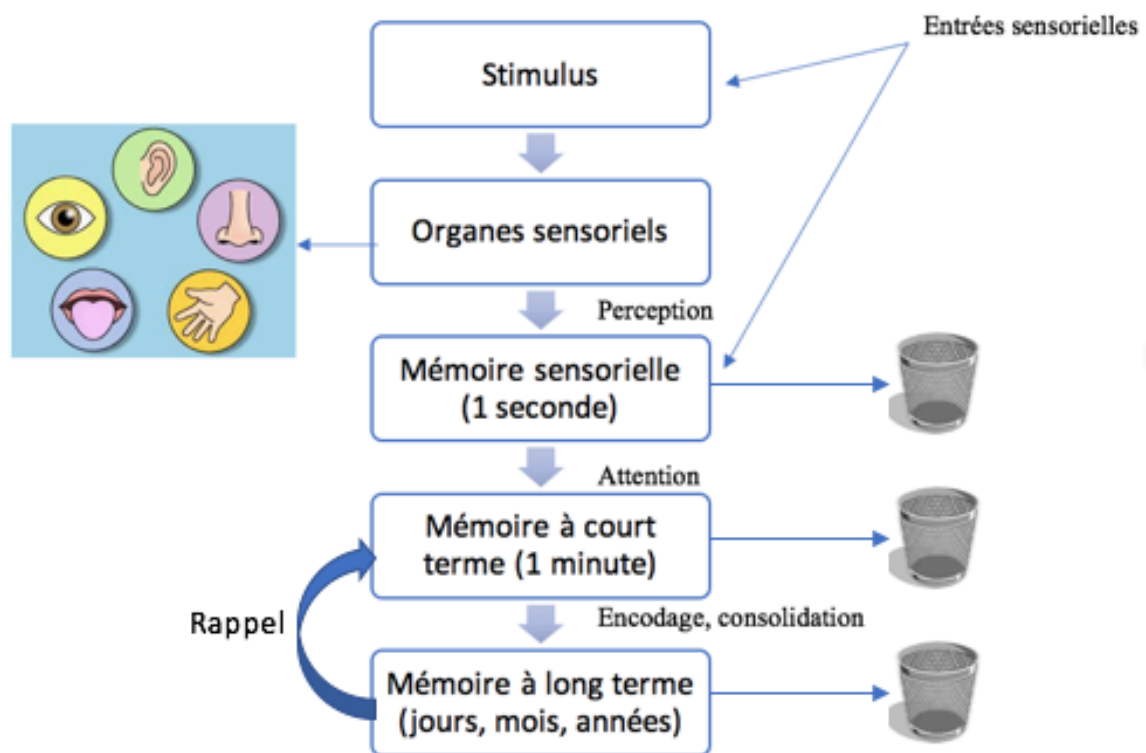 Entrées sensorielles
Stimulus
Organes sensoriels
Perception
Mémoire sensorielle
(1 seconde)
Attention
Mémoire à court
terme (1 minute)
Rappel
Encodage, consolidation
Mémoire à long terme
(jours, mois, années)